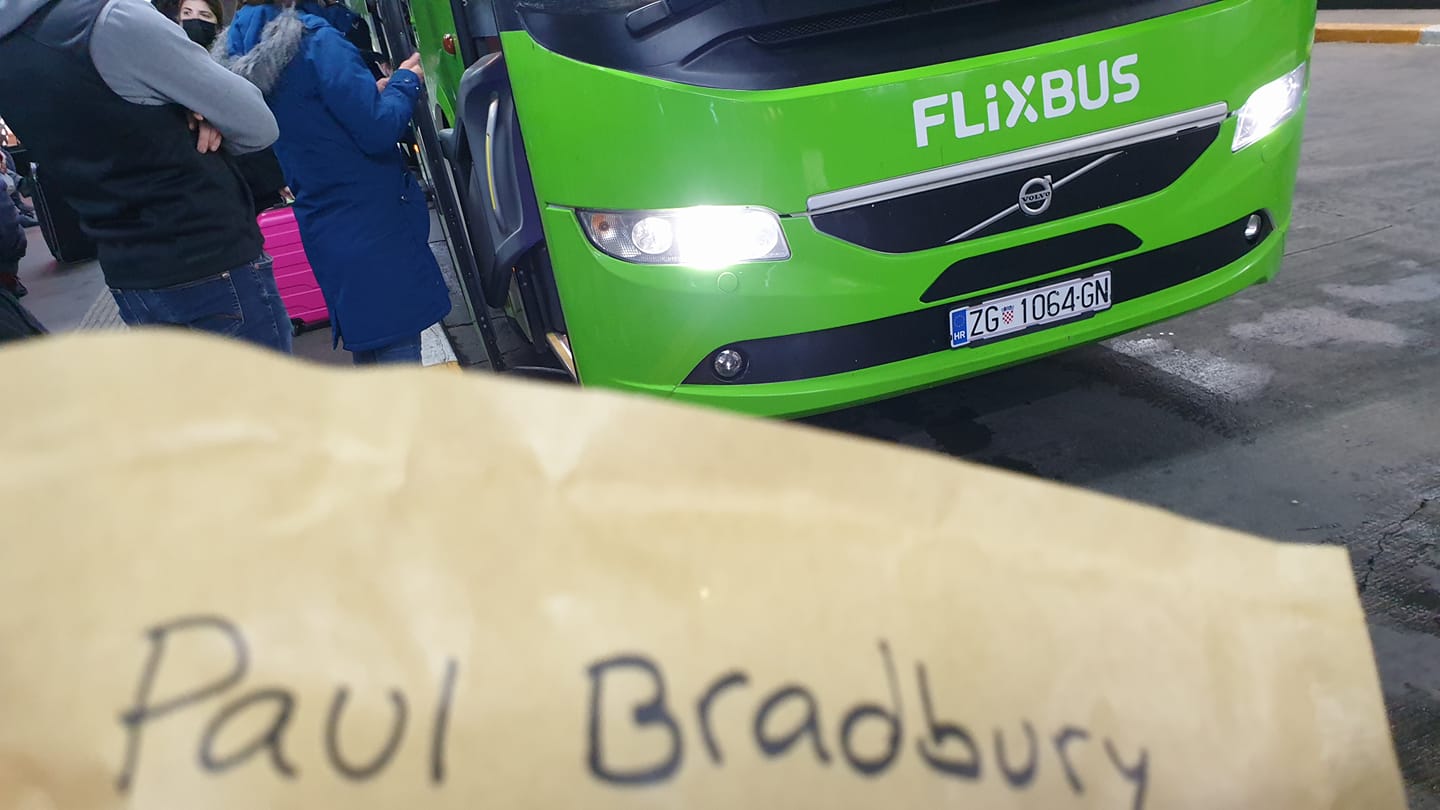 FLiXBUS
VOLVO
HR ZG 1064-GN
Paul Bradbury